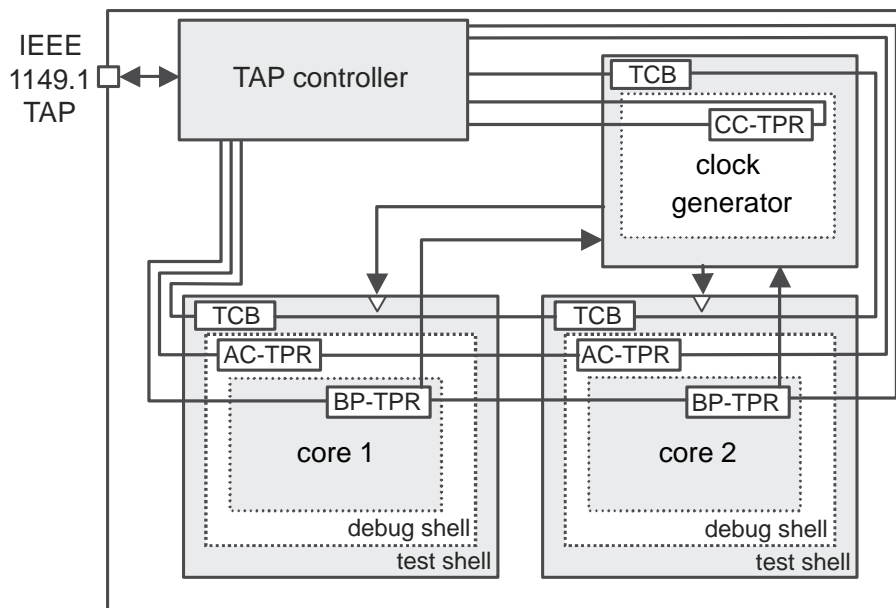 IEEE
1149.1
TAP
TAP controller
TCB
CC-TPR
clock
generator
TCB
AC-TPR
BP-TPR
core 1
debug shell
test shell
TCB
AC-TPR
BP-TPR
core 2
debug shell
test shell